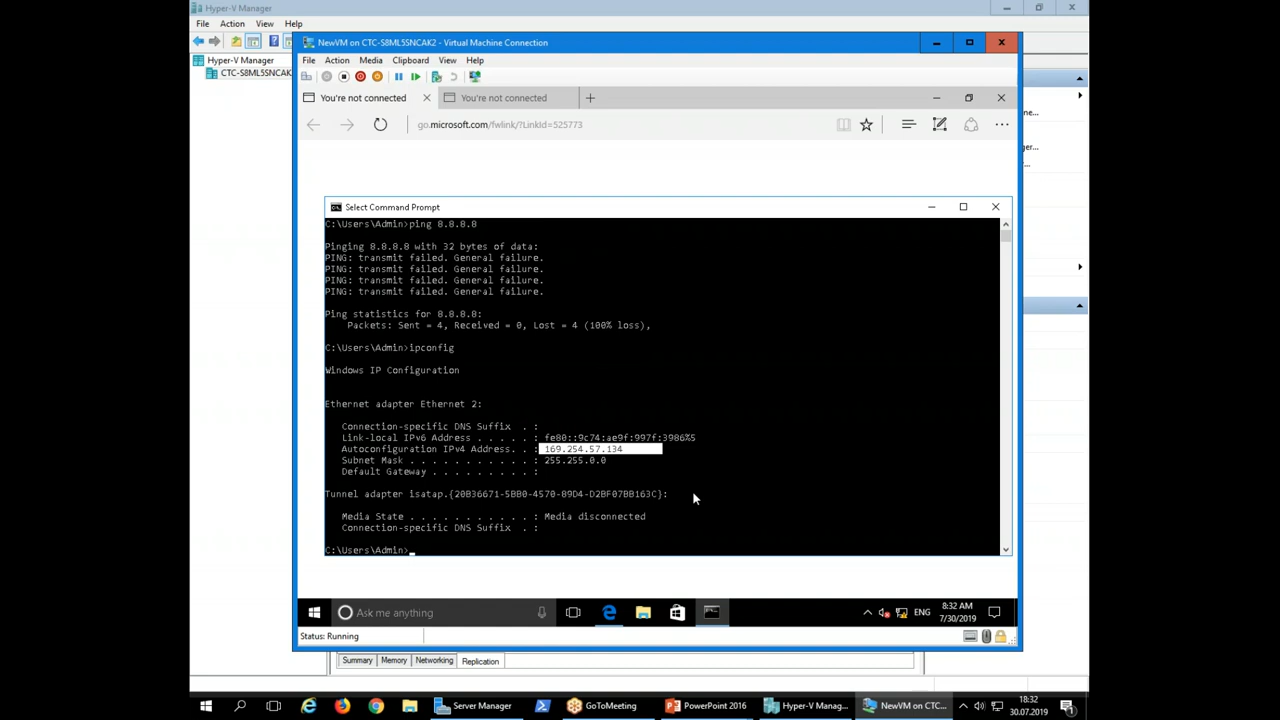 Hyper-V Manager
File Action View Help
Hyper-V Manager
CTC-S8ML5SNCAK
NewVM on CTC-S8ML5SNCAK2 - Virtual Machine Connection
File Action Media Clipboard View Help
You're not connected
You're not connected
go.microsoft.com/fwlink/?LinkId=525773
ne...
ger...
Select Command Prompt
C:\Users\Admin>ping 8.8.8.8
Pinging 8.8.8.8 with 32 bytes of data:
PING: transmit failed. General failure.
PING: transmit failed. General failure.
PING: transmit failed. General failure.
PING: transmit failed. General failure.
Ping statistics for 8.8.8.8:
Packets: Sent = 4, Received = 0, Lost = 4 (100% loss),
C:\Users\Admin>ipconfig
Windows IP Configuration
Ethernet adapter Ethernet 2:
Connection-specific DNS Suffix . :
Link-local IPv6 Address . . . . . : fe80::9c74:ae9f:997f:3986%5
Autoconfiguration IPv4 Address. . : 169.254.57.134
Subnet Mask . . . . . . . . . . . : 255.255.0.0
Default Gateway . . . . . . . . . :
Tunnel adapter isatap.{20B36671-5BB0-4570-89D4-D2BF07BB163C}:
Media State . . . . . . . . . . . : Media disconnected
Connection-specific DNS Suffix . :
C:\Users\Admin>
Ask me anything
ENG
8:32 AM
7/30/2019
Status: Running
Summary Memory Networking Replication
Server Manager
GoToMeeting
PowerPoint 2016
Hyper-V Manag...
NewVM on CTC...
18:32
30.07.2019